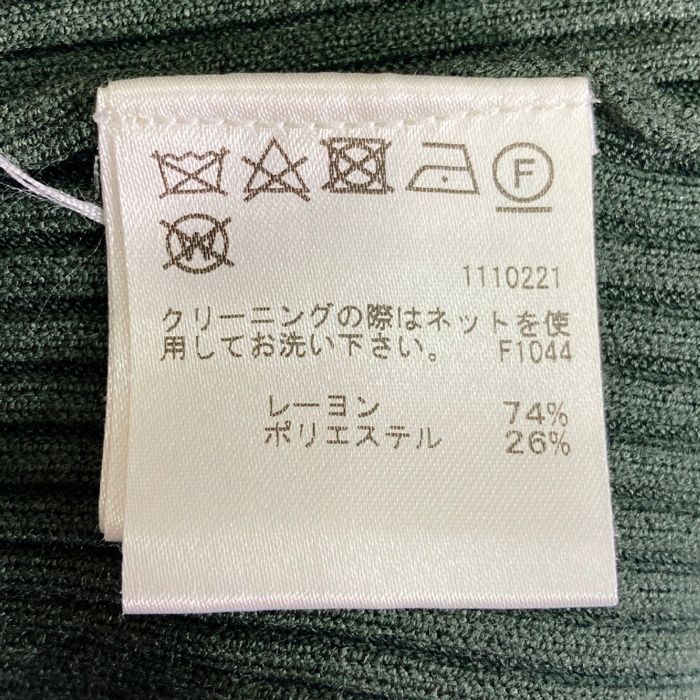 F
W
1110221
クリーニングの際はネットを使
用してお洗い下さい。 F1044
レーヨン 74%
ポリエステル 26%